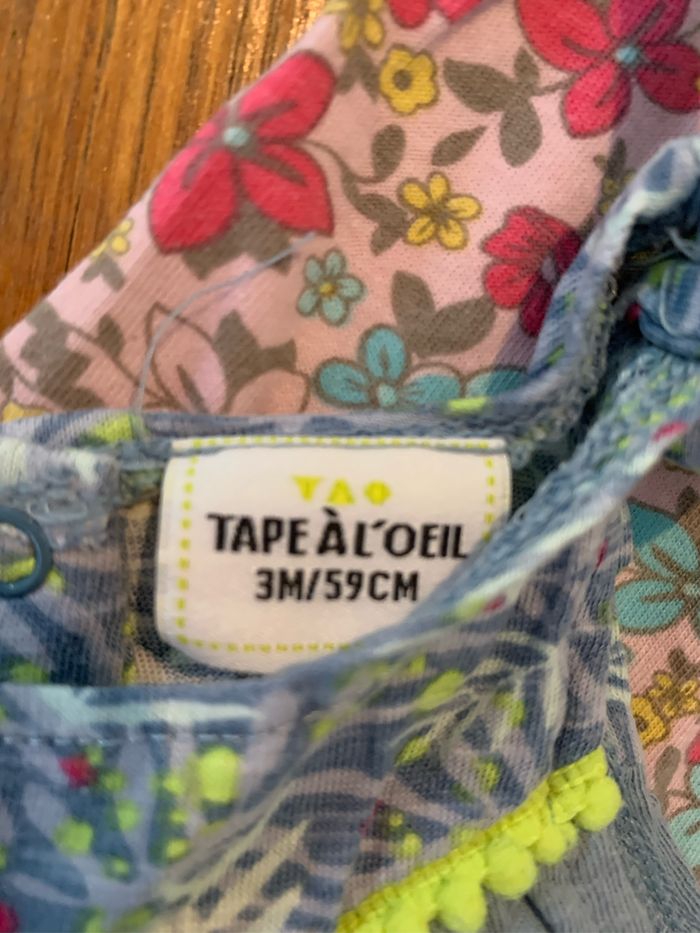 TAO
TAPE À L'OEIL
3M/59CM